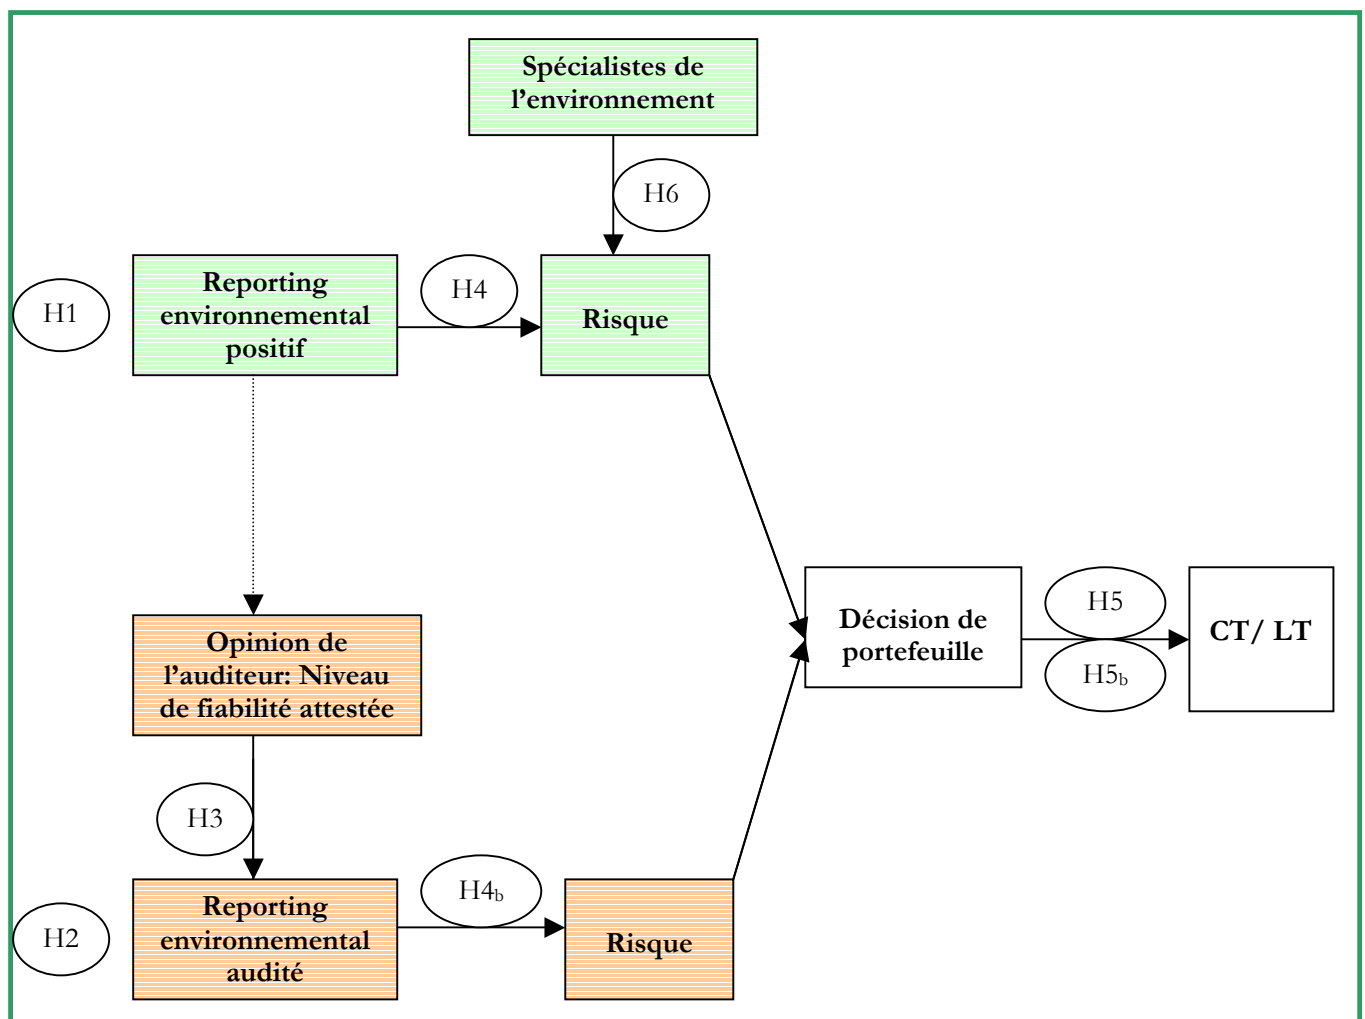 Spécialistes de
l’environnement
H6
H1
Reporting
environnemental
positif
H4
Risque
Opinion de
l’auditeur: Niveau
de fiabilité attestée
Décision de
portefeuille
H5
H5b
CT/ LT
H3
H2
Reporting
environnemental
audité
H4b
Risque